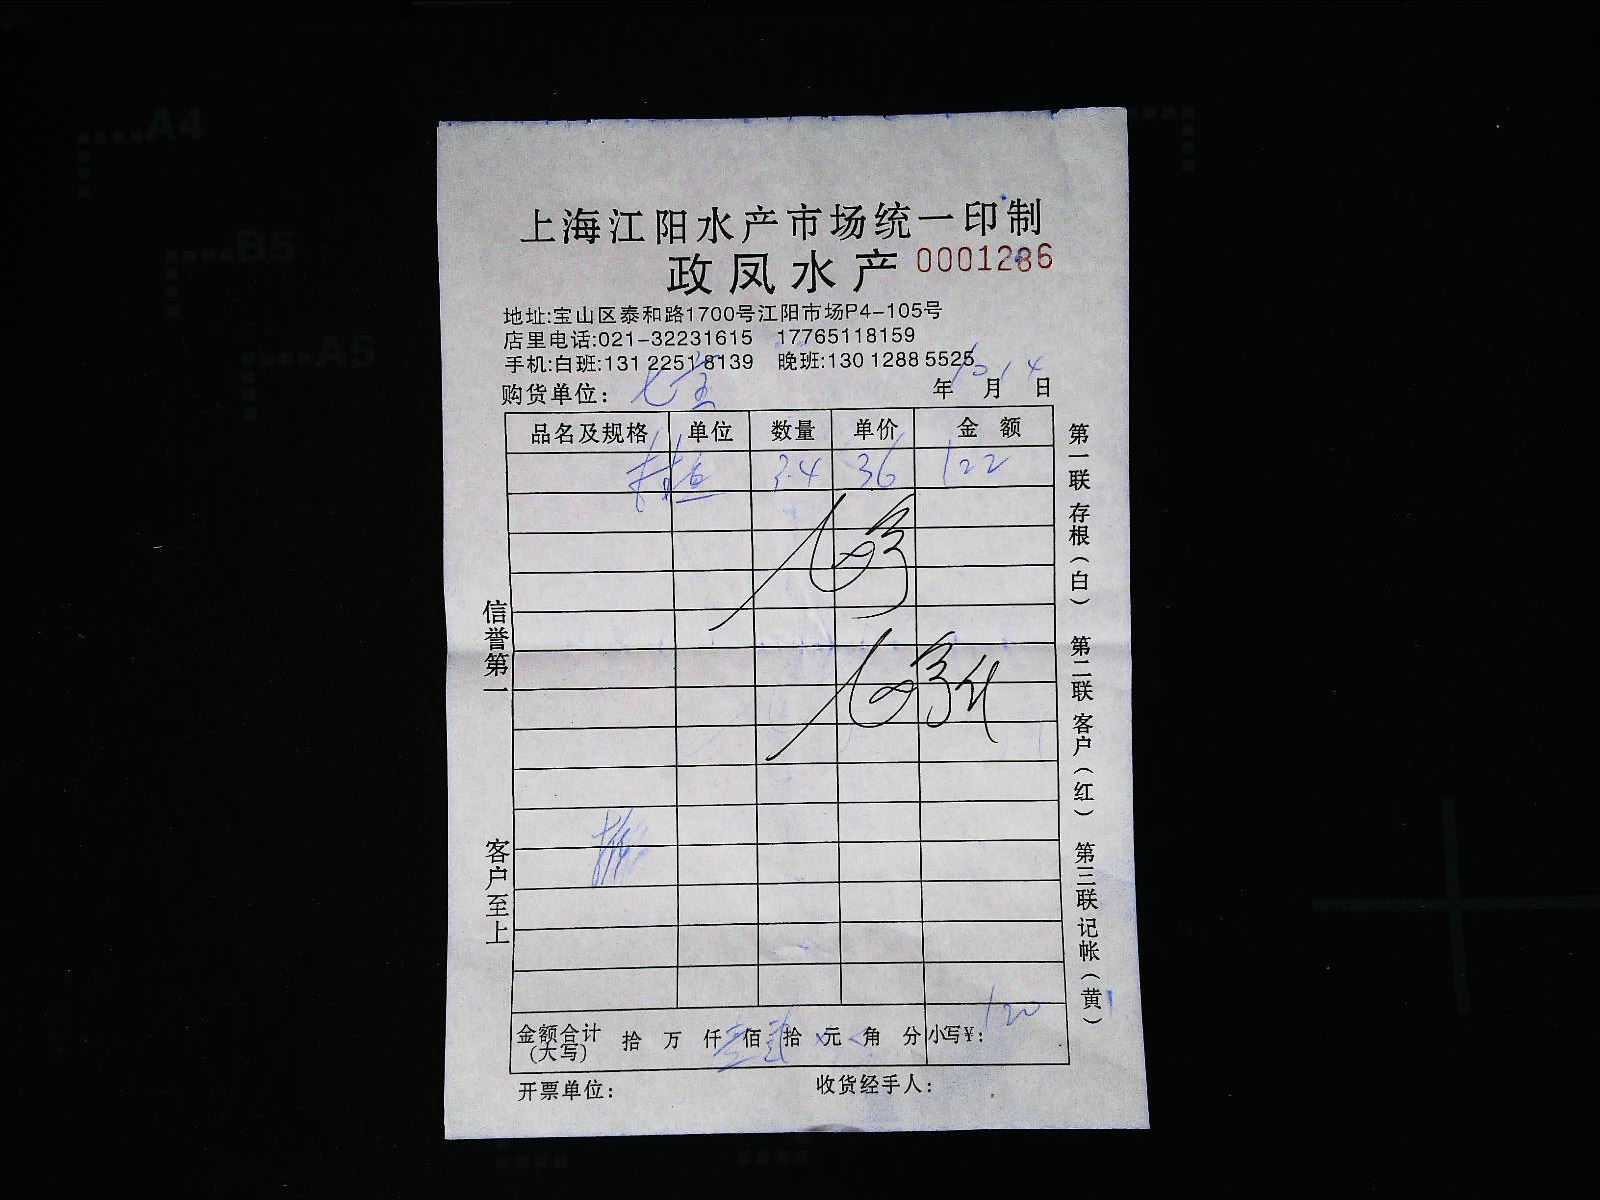 A4
B5
A5
上海江阳水产市场统一印制
政凤水产 0001286
地址:宝山区泰和路1700号江阳市场P4-105号
店里电话:021-32231615 17765118159
手机:白班:131 2251 8139 晚班:130 1288 5525
购货单位: 七宝 年 10 月 14 日
品名及规格 单位 数量 单价 金额
3.4 36 122
金额合计(大写) 拾 万 仟 壹 佰 贰 拾 元 角 分 小写¥: 120
开票单位: 收货经手人:
信誉第一 客户至上
第一联存根(白) 第二联客户(红) 第三联记帐(黄)